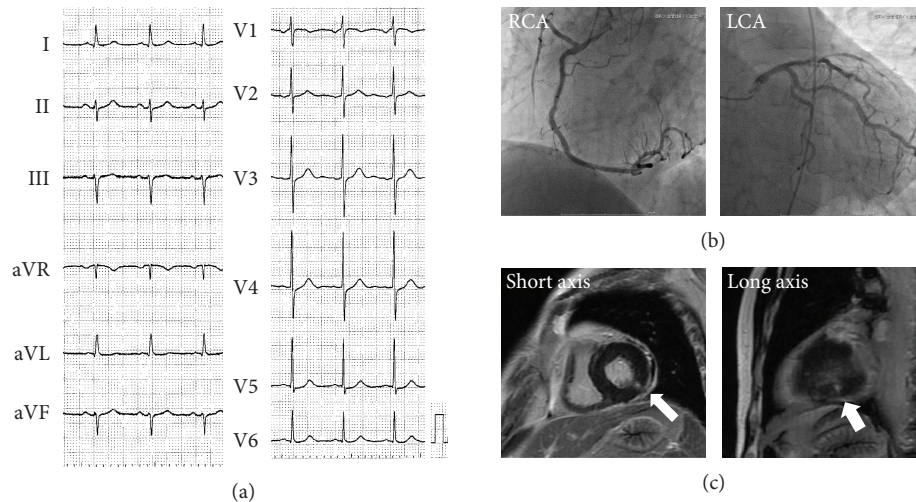 I
II
III
aVR
aVL
aVF
V1
V2
V3
V4
V5
V6
(a)
RCA
LCA
(b)
Short axis
Long axis
(c)